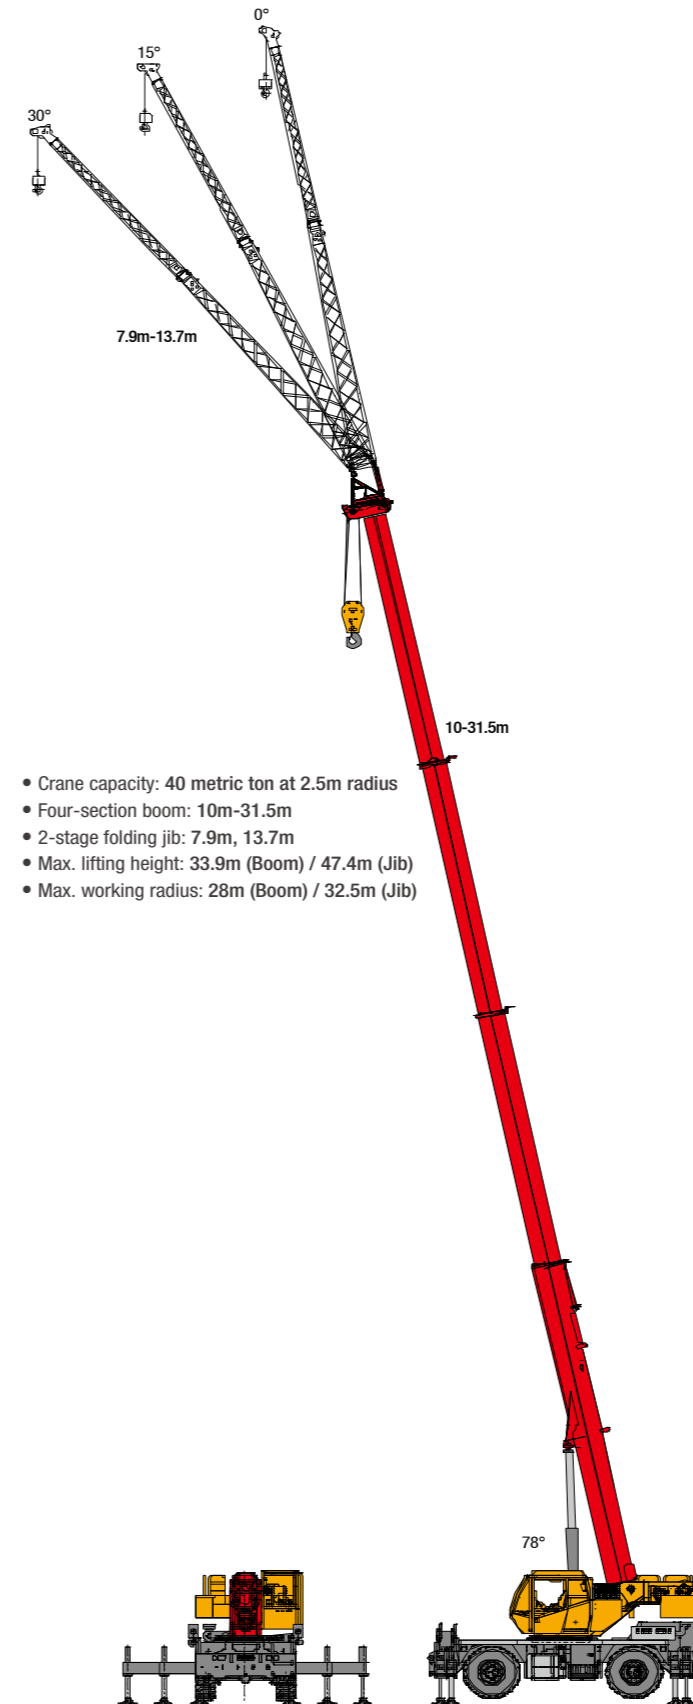 0°
15°
30°
7.9m-13.7m
10-31.5m
• Crane capacity: 40 metric ton at 2.5m radius
• Four-section boom: 10m-31.5m
• 2-stage folding jib: 7.9m, 13.7m
• Max. lifting height: 33.9m (Boom) / 47.4m (Jib)
• Max. working radius: 28m (Boom) / 32.5m (Jib)
78°